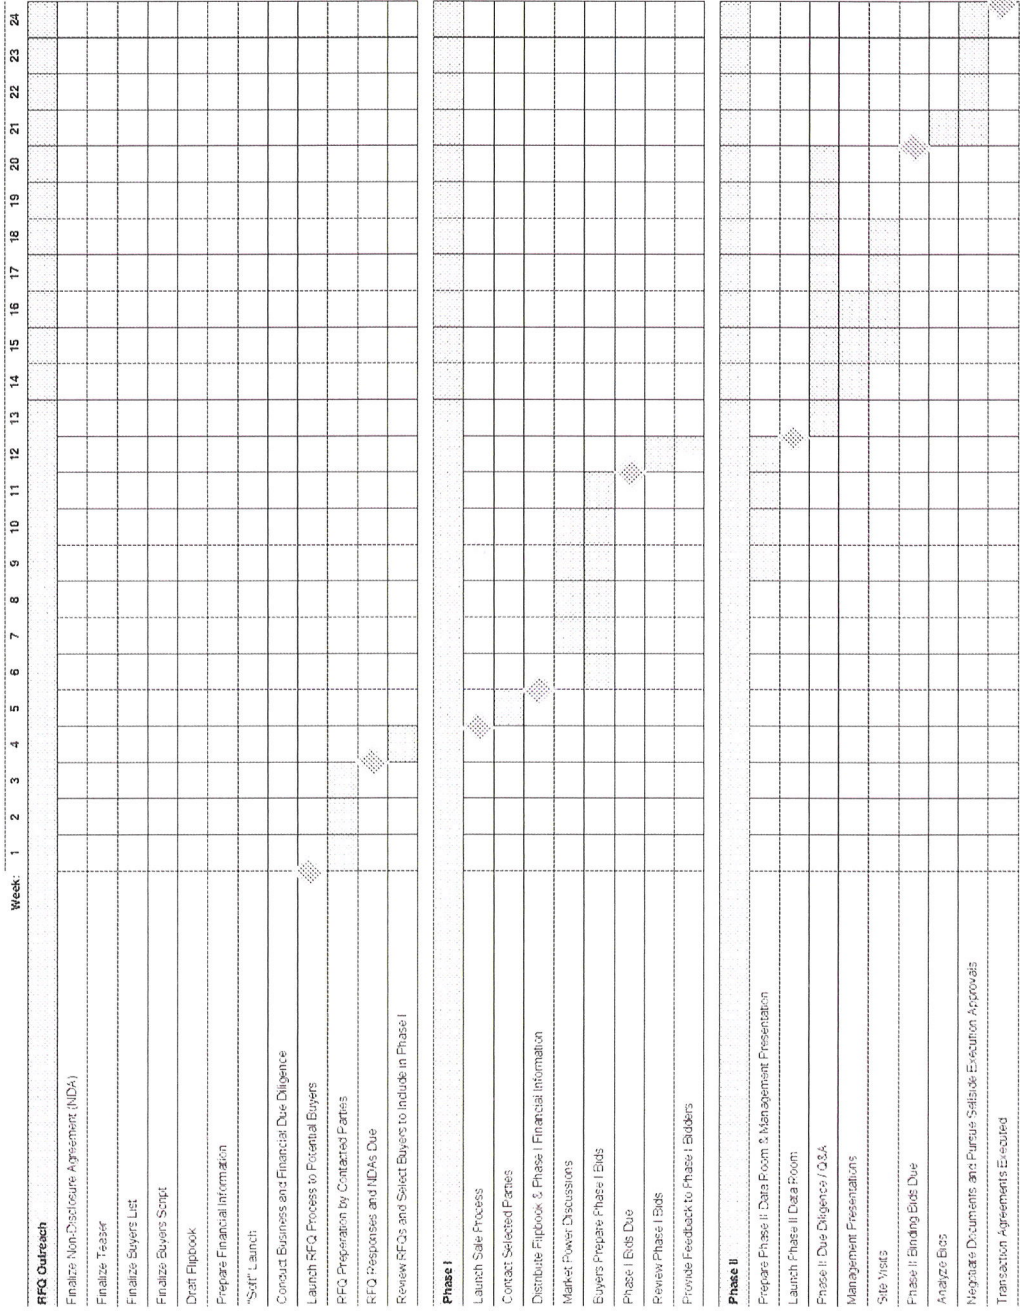 Week: 1 2 3 4 5 6 7 8 9 10 11 12 13 14 15 16 17 18 19 20 21 22 23 24
RFQ Outreach
Finalize Non-Disclosure Agreement (NDA)
Finalize Teaser
Finalize Buyers List
Finalize Buyers Script
Draft Flipbook
Prepare Financial Information
"Soft" Launch
Conduct Business and Financial Due Diligence
Launch RFQ Process to Potential Buyers
RFQ Preparation by Contacted Parties
RFQ Responses and NDAs Due
Review RFQs and Select Buyers to Include in Phase I
Phase I
Launch Sale Process
Contact Selected Parties
Distribute Flipbook & Phase I Financial Information
Market Power Discussions
Buyers Prepare Phase I Bids
Phase I Bids Due
Review Phase I Bids
Provide Feedback to Phase I Bidders
Phase II
Prepare Phase II Data Room & Management Presentation
Launch Phase II Data Room
Phase II Due Diligence / Q&A
Management Presentations
Site Visits
Phase II Binding Bids Due
Analyze Bids
Negotiate Documents and Pursue Sellside Execution Approvals
Transaction Agreements Executed